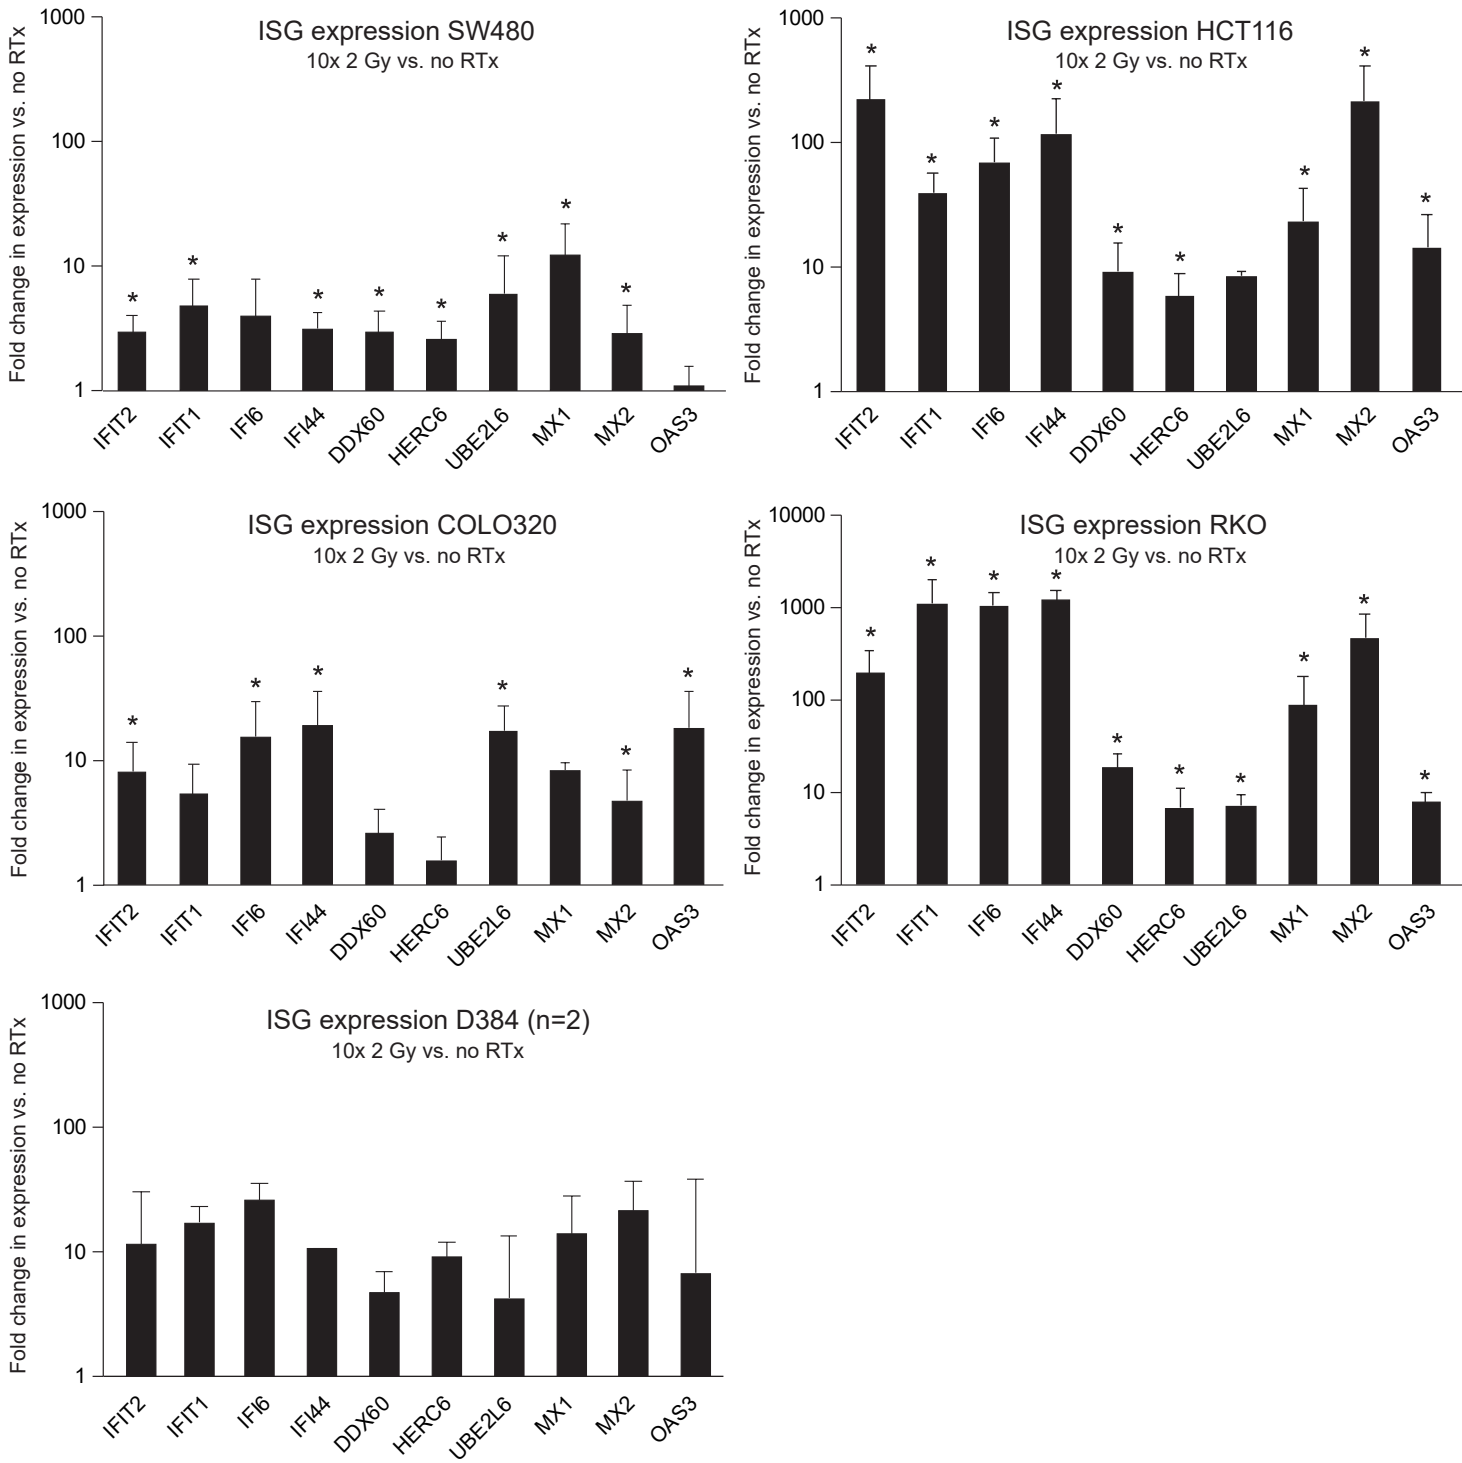 ISG expression SW480
10x 2 Gy vs. no RTx
Fold change in expression vs. no RTx
1000
100
10
1
* * * * * * * *
IFIT2 IFIT1 IFI6 IFI44 DDX60 HERC6 UBE2L6 MX1 MX2 OAS3
ISG expression HCT116
10x 2 Gy vs. no RTx
Fold change in expression vs. no RTx
1000
100
10
1
* * * * * * * * *
IFIT2 IFIT1 IFI6 IFI44 DDX60 HERC6 UBE2L6 MX1 MX2 OAS3
ISG expression COLO320
10x 2 Gy vs. no RTx
Fold change in expression vs. no RTx
1000
100
10
1
* * * * * *
IFIT2 IFIT1 IFI6 IFI44 DDX60 HERC6 UBE2L6 MX1 MX2 OAS3
ISG expression RKO
10x 2 Gy vs. no RTx
Fold change in expression vs. no RTx
10000
1000
100
10
1
* * * * * * * * * *
IFIT2 IFIT1 IFI6 IFI44 DDX60 HERC6 UBE2L6 MX1 MX2 OAS3
ISG expression D384 (n=2)
10x 2 Gy vs. no RTx
Fold change in expression vs. no RTx
1000
100
10
1
IFIT2 IFIT1 IFI6 IFI44 DDX60 HERC6 UBE2L6 MX1 MX2 OAS3